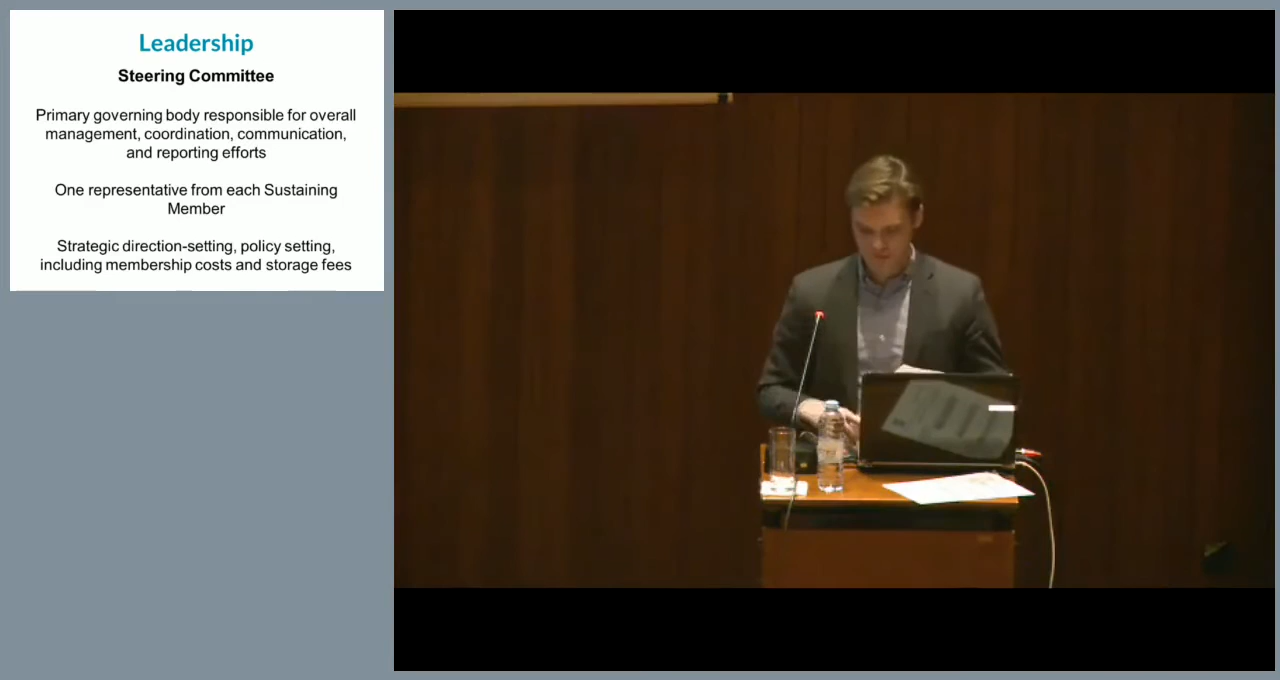 Leadership
Steering Committee
Primary governing body responsible for overall
management, coordination, communication,
and reporting efforts
One representative from each Sustaining
Member
Strategic direction-setting, policy setting,
including membership costs and storage fees